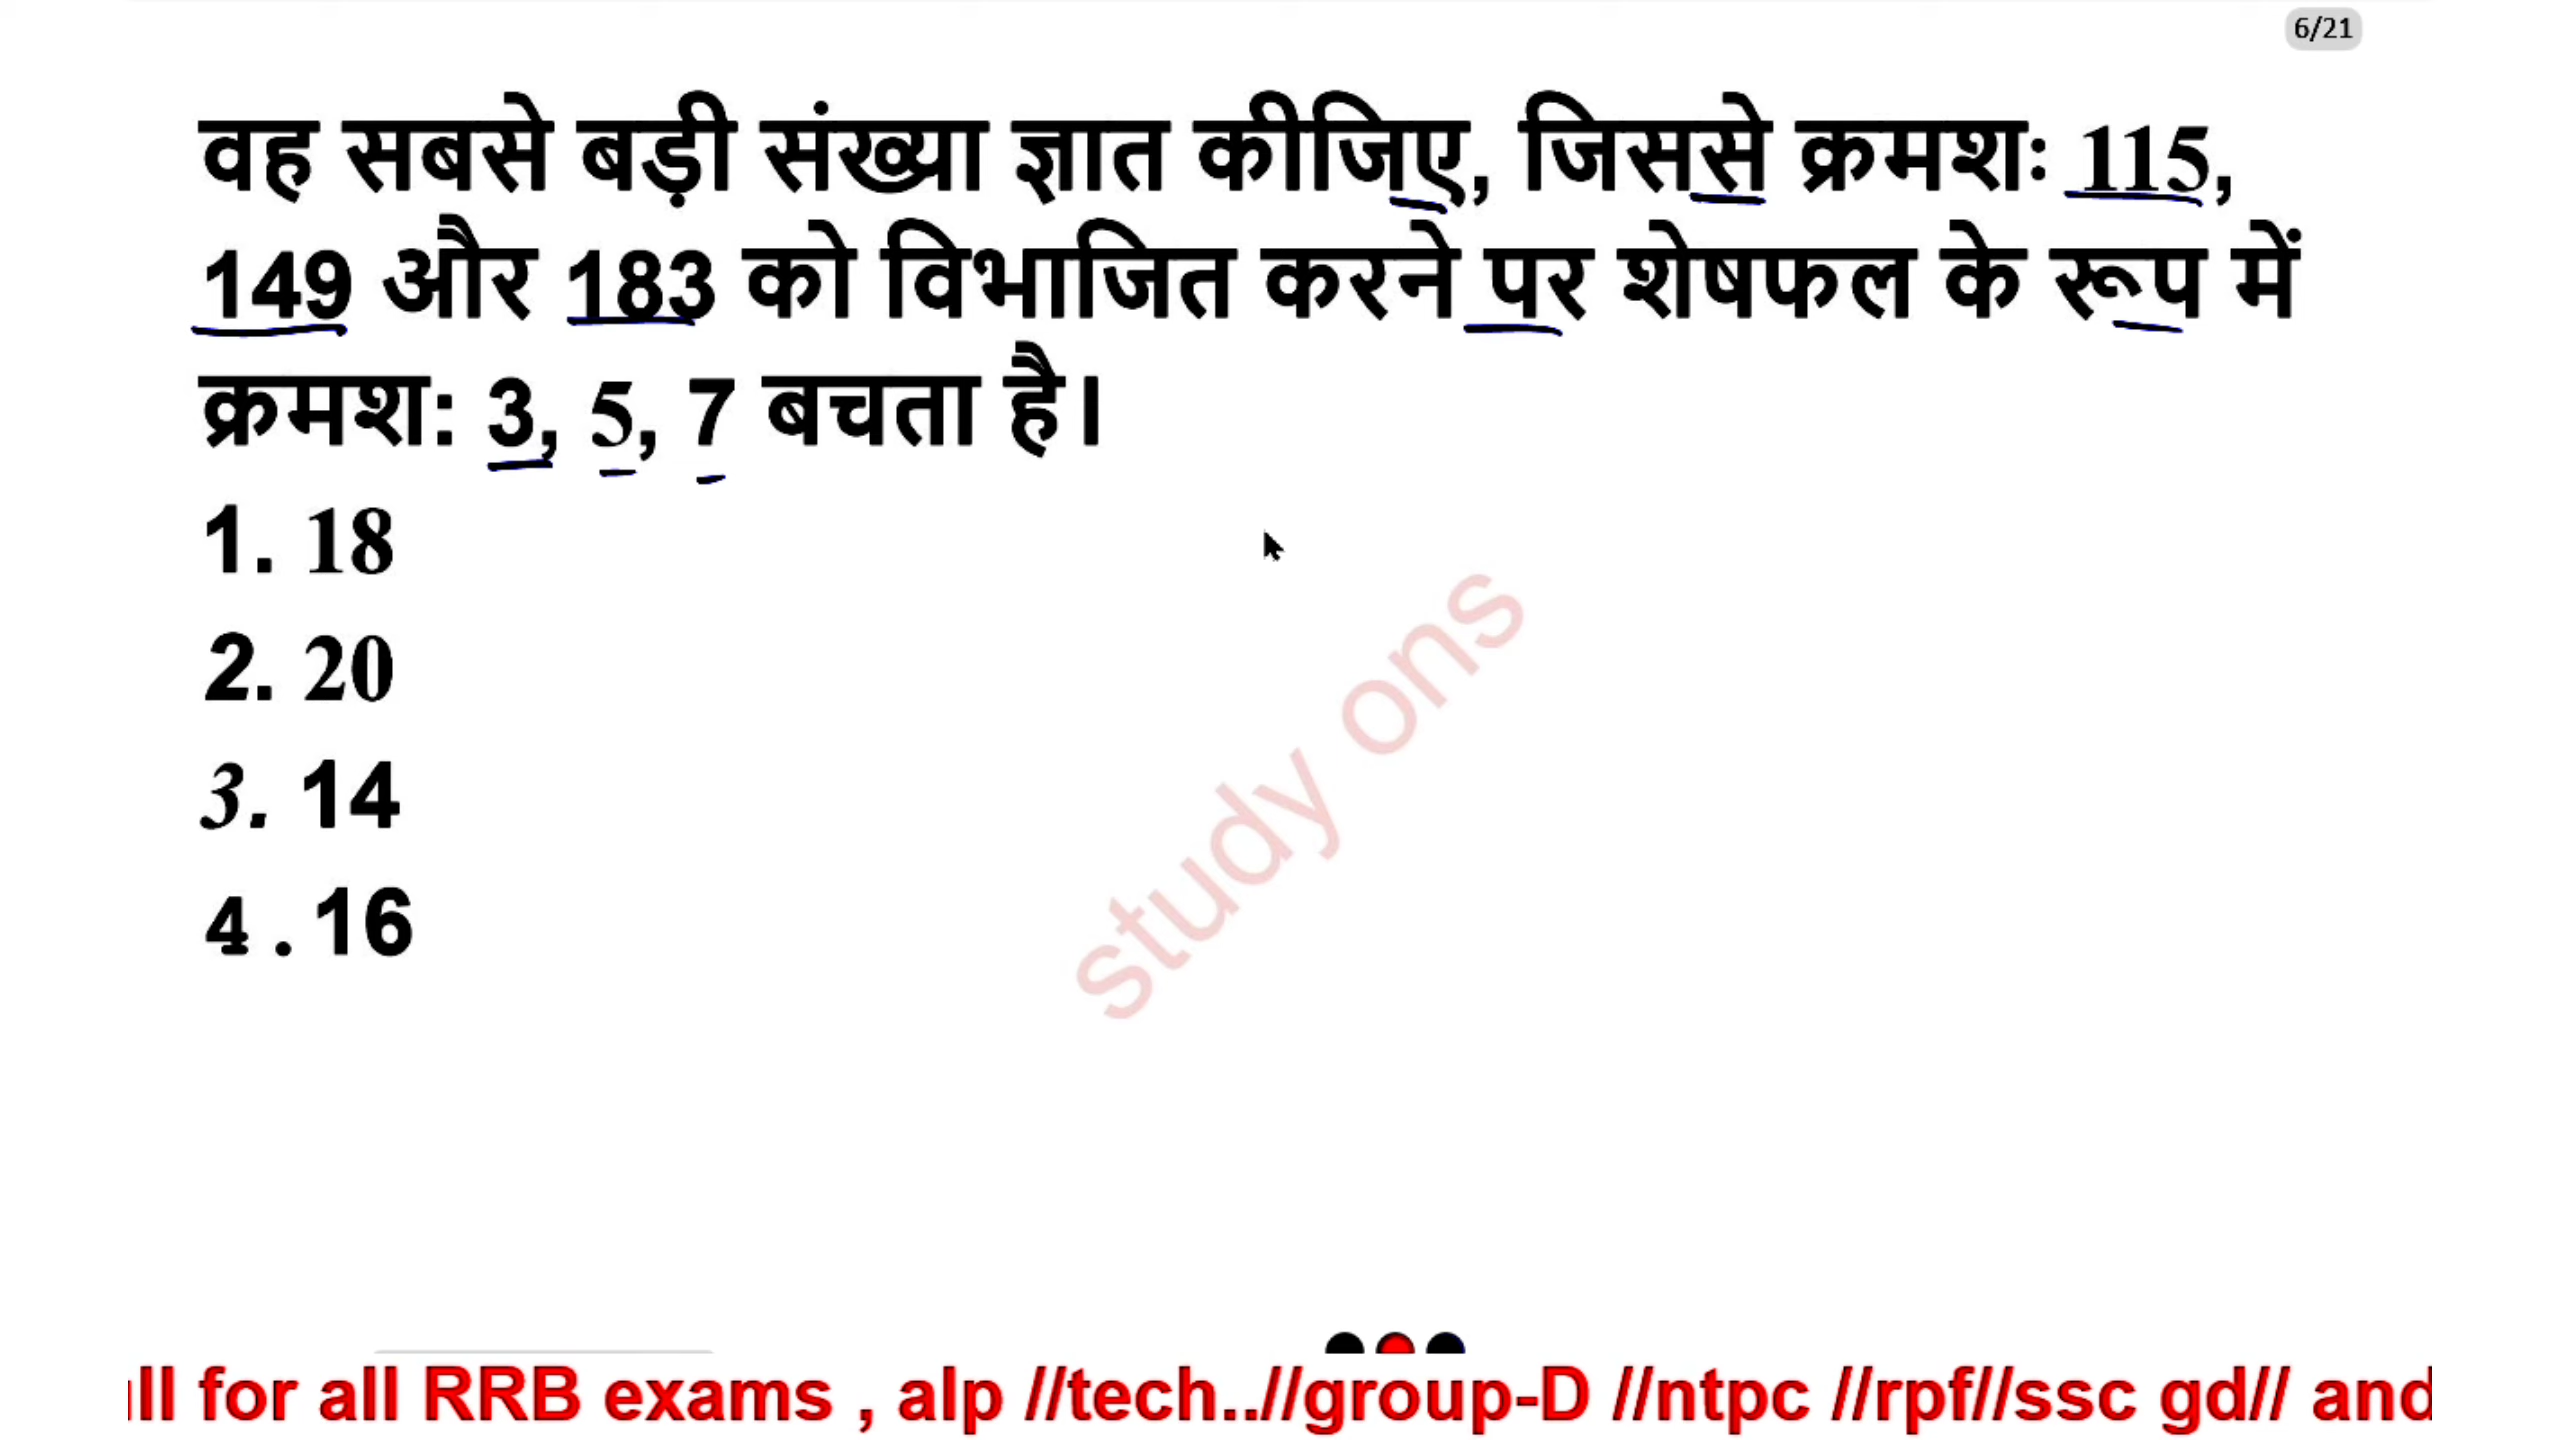 6/21
वह सबसे बड़ी संख्या ज्ञात कीजिए, जिससे क्रमशः 115,
149 और 183 को विभाजित करने पर शेषफल के रूप में
क्रमश: 3, 5, 7 बचता है।
1. 18
2. 20
3. 14
4 . 16
study ons
ll for all RRB exams , alp //tech..//group-D //ntpc //rpf//ssc gd// and